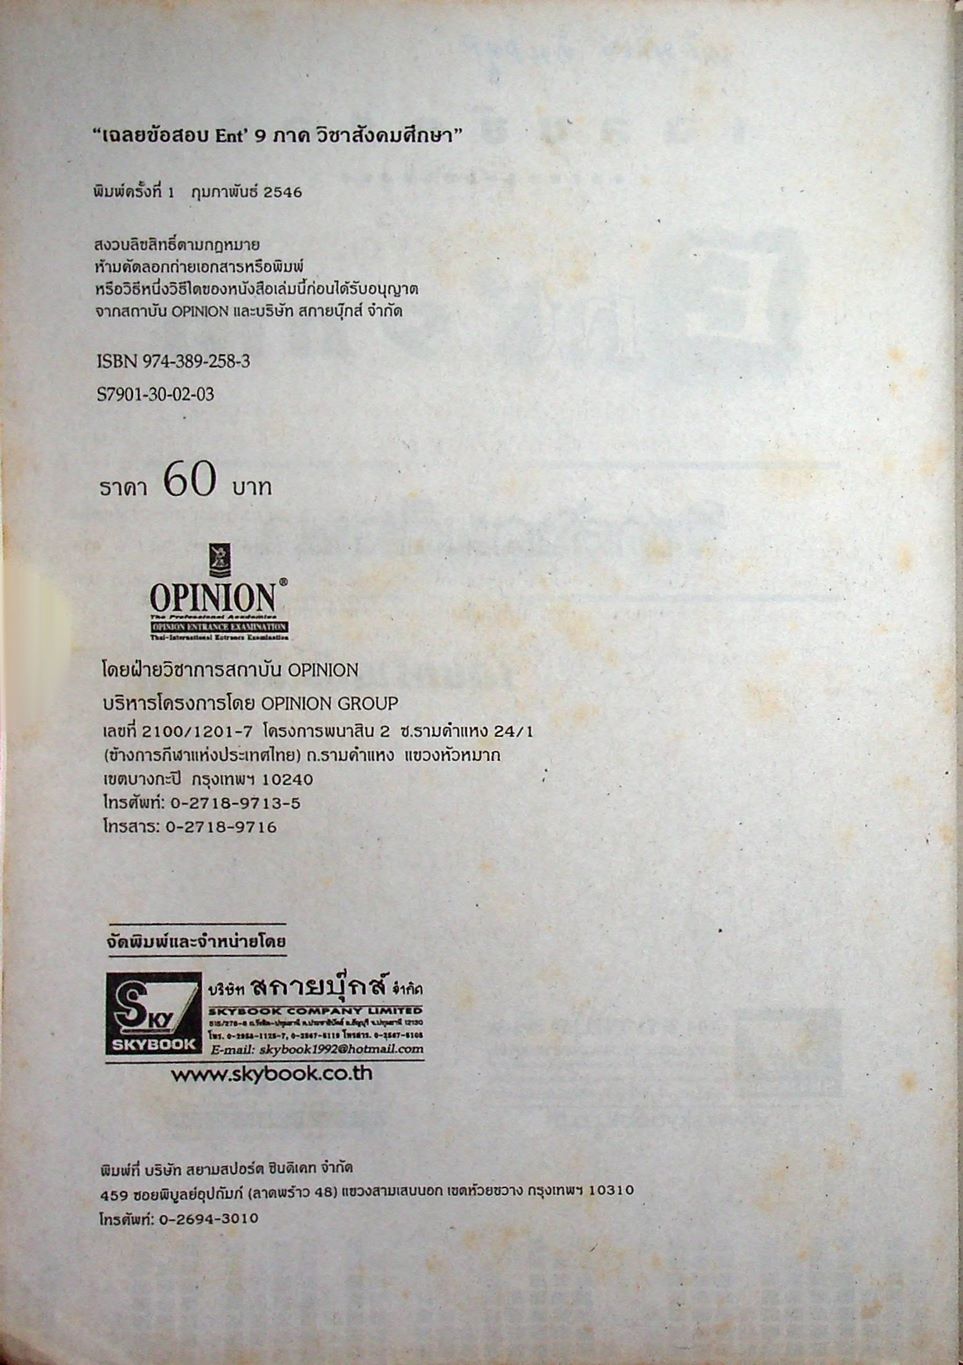 “เฉลยข้อสอบ Ent’ 9 ภาค วิชาสังคมศึกษา”
พิมพ์ครั้งที่ 1 กุมภาพันธ์ 2546
สงวนลิขสิทธิ์ตามกฎหมาย
ห้ามคัดลอกถ่ายเอกสารหรือพิมพ์
หรือวิธีหนึ่งวิธีใดของหนังสือเล่มนี้ก่อนได้รับอนุญาต
จากสถาบัน OPINION และบริษัท สกายบุ๊กส์ จำกัด
ISBN 974-389-258-3
S7901-30-02-03
ราคา 60 บาท
OPINION®
The Professional Academies
OPINION ENTRANCE EXAMINATION
Thai-International Entrance Examination
โดยฝ่ายวิชาการสถาบัน OPINION
บริหารโครงการโดย OPINION GROUP
เลขที่ 2100/1201-7 โครงการพนาสิน 2 ซ.รามคำแหง 24/1
(ข้างการกีฬาแห่งประเทศไทย) ถ.รามคำแหง แขวงหัวหมาก
เขตบางกะปิ กรุงเทพฯ 10240
โทรศัพท์: 0-2718-9713-5
โทรสาร: 0-2718-9716
จัดพิมพ์และจำหน่ายโดย
SKY
SKYBOOK
บริษัท สกายบุ๊กส์ จำกัด
SKYBOOK COMPANY LIMITED
E-mail: skybook1992@hotmail.com
www.skybook.co.th
พิมพ์ที่ บริษัท สยามสปอร์ต ซินดิเคท จำกัด
459 ซอยพิบูลย์อุปถัมภ์ (ลาดพร้าว 48) แขวงสามเสนนอก เขตห้วยขวาง กรุงเทพฯ 10310
โทรศัพท์: 0-2694-3010